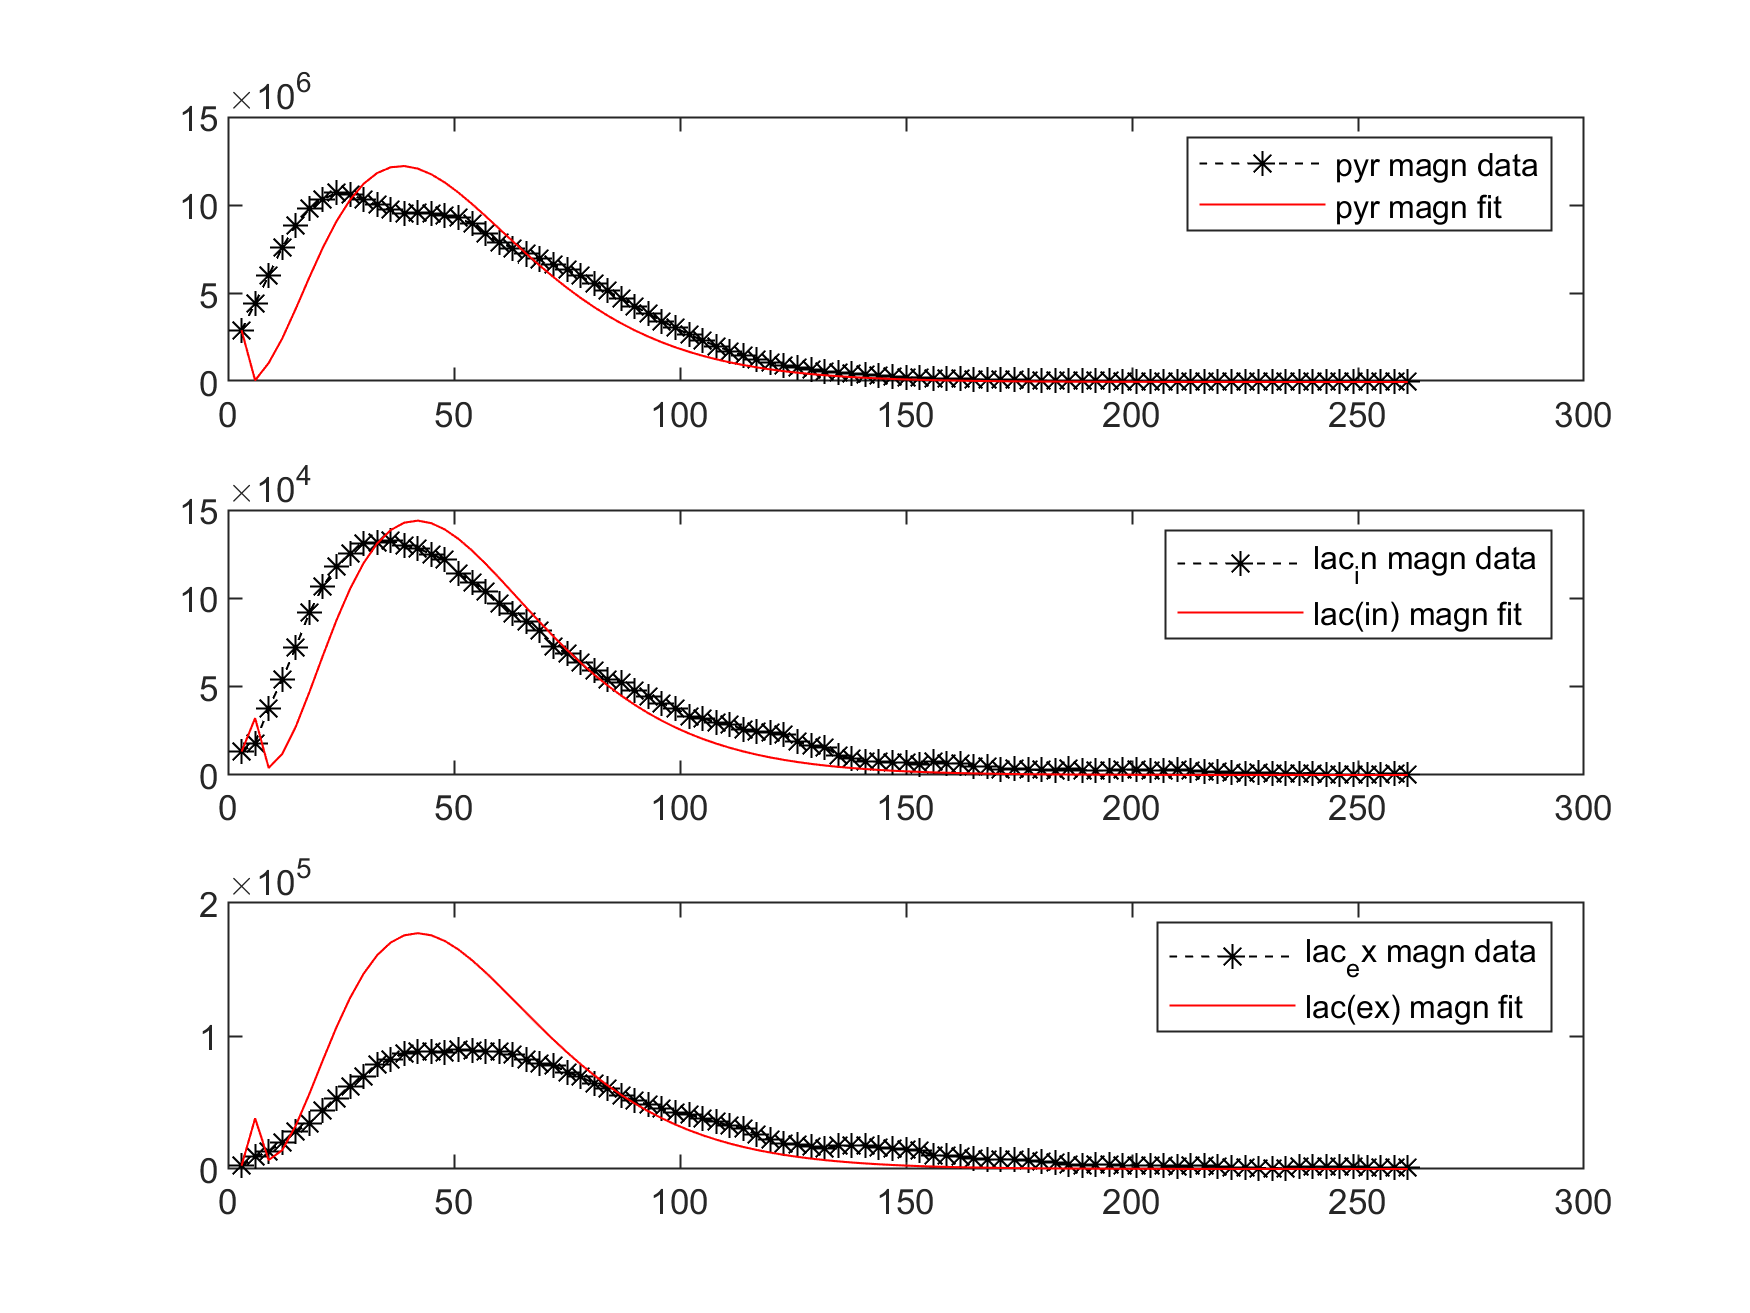 ×10^6
15
10
5
0
0 50 100 150 200 250 300
pyr magn data
pyr magn fit
×10^4
15
10
5
0
0 50 100 150 200 250 300
lac_in magn data
lac(in) magn fit
×10^5
2
1
0
0 50 100 150 200 250 300
lac_ex magn data
lac(ex) magn fit